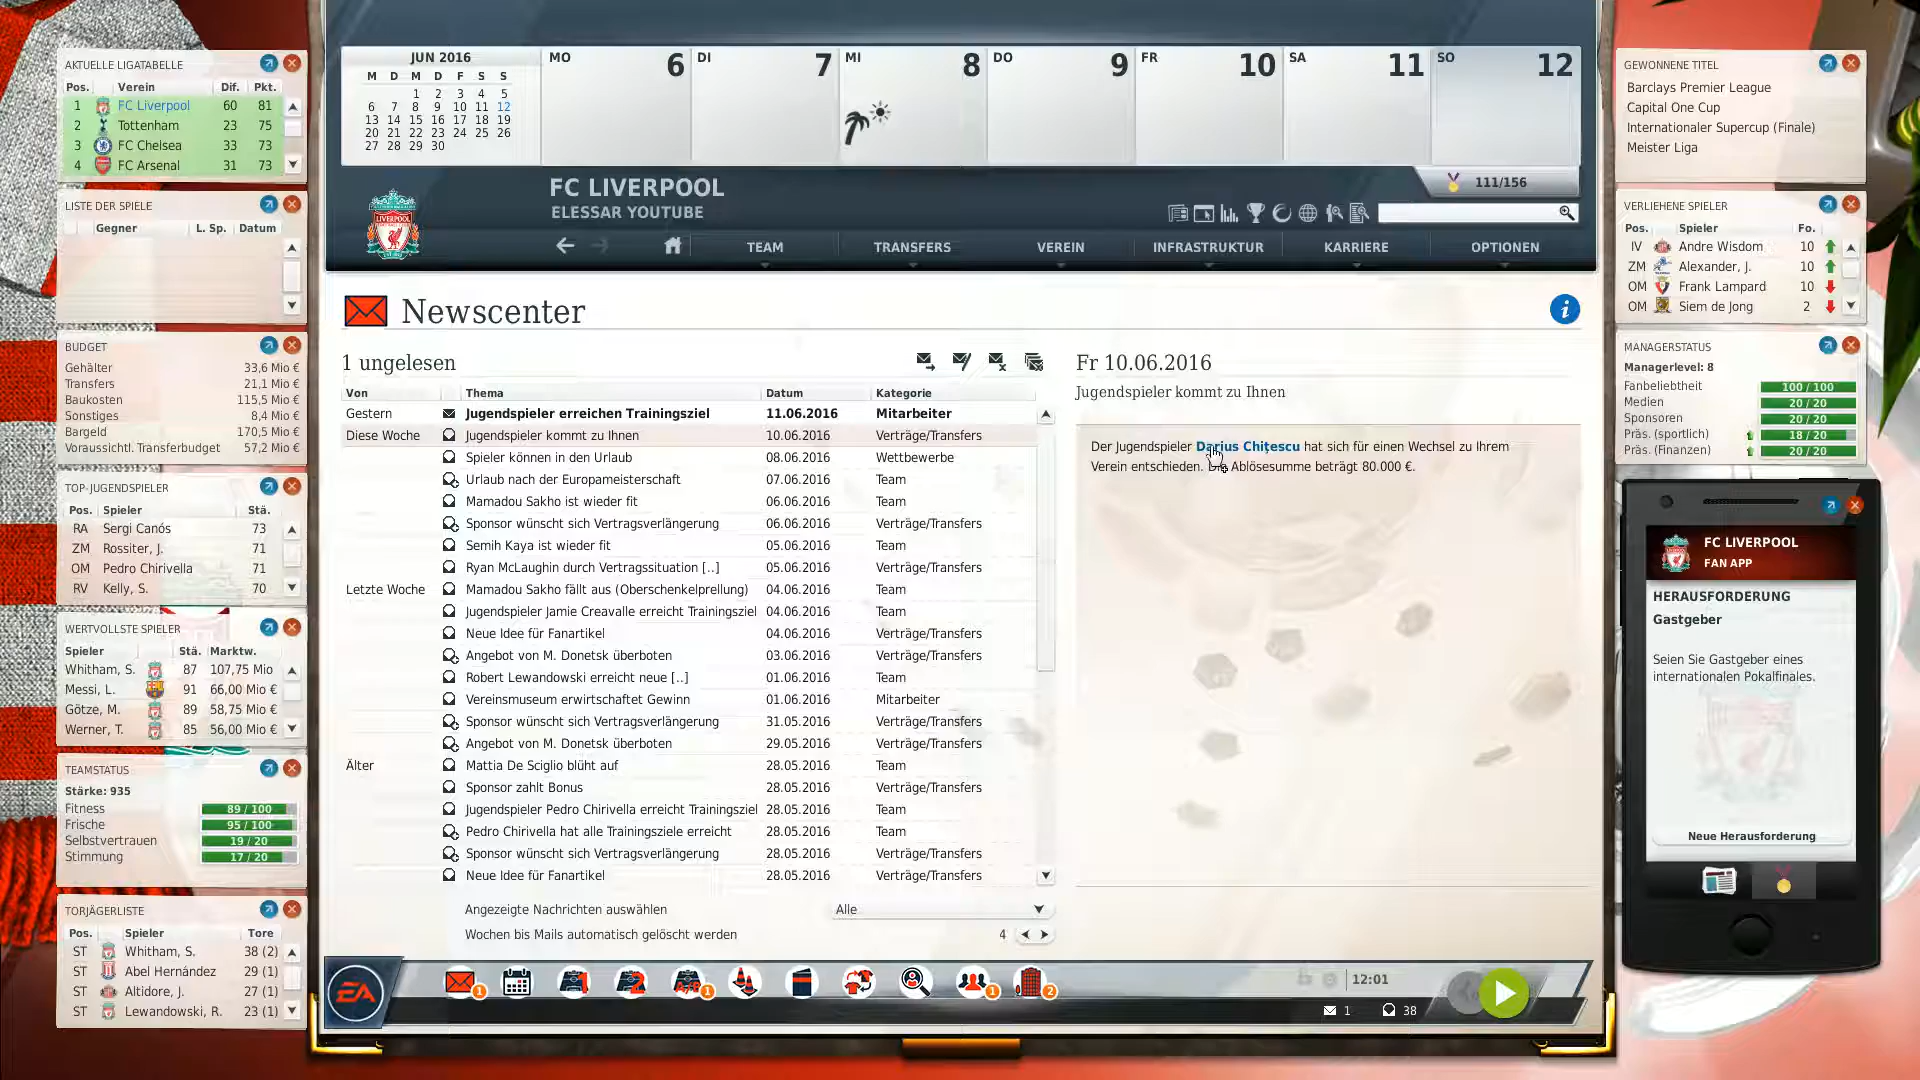 AKTUELLE LIGATABELLE
Pos. Verein Dif. Pkt.
1 FC Liverpool 60 81
2 Tottenham 23 75
3 FC Chelsea 33 73
4 FC Arsenal 31 73
LISTE DER SPIELE
Gegner L. Sp. Datum
BUDGET
Gehälter 33,6 Mio €
Transfers 21,1 Mio €
Baukosten 115,5 Mio €
Sonstiges 8,4 Mio €
Bargeld 170,5 Mio €
Voraussichtl. Transferbudget 57,2 Mio €
TOP-JUGENDSPIELER
Pos. Spieler Stä.
RA Sergi Canós 73
ZM Rossiter, J. 71
OM Pedro Chirivella 71
RV Kelly, S. 70
WERTVOLLSTE SPIELER
Spieler Stä. Marktw.
Whitham, S. 87 107,75 Mio
Messi, L. 91 66,00 Mio €
Götze, M. 89 58,75 Mio €
Werner, T. 85 56,00 Mio €
TEAMSTATUS
Stärke: 935
Fitness 89 / 100
Frische 95 / 100
Selbstvertrauen 19 / 20
Stimmung 17 / 20
TORJÄGERLISTE
Pos. Spieler Tore
ST Whitham, S. 38 (2)
ST Abel Hernández 29 (1)
ST Altidore, J. 27 (1)
ST Lewandowski, R. 23 (1)
JUN 2016
M D M D F S S
1 2 3 4 5
6 7 8 9 10 11 12
13 14 15 16 17 18 19
20 21 22 23 24 25 26
27 28 29 30
MO 6 DI 7 MI 8 DO 9 FR 10 SA 11 SO 12
111/156
FC LIVERPOOL
ELESSAR YOUTUBE
TEAM TRANSFERS VEREIN INFRASTRUKTUR KARRIERE OPTIONEN
Newscenter
1 ungelesen
Von Thema Datum Kategorie
Gestern Jugendspieler erreichen Trainingsziel 11.06.2016 Mitarbeiter
Diese Woche Jugendspieler kommt zu Ihnen 10.06.2016 Verträge/Transfers
Spieler können in den Urlaub 08.06.2016 Wettbewerbe
Urlaub nach der Europameisterschaft 07.06.2016 Team
Mamadou Sakho ist wieder fit 06.06.2016 Team
Sponsor wünscht sich Vertragsverlängerung 06.06.2016 Verträge/Transfers
Semih Kaya ist wieder fit 05.06.2016 Team
Ryan McLaughin durch Vertragssituation [..] 05.06.2016 Verträge/Transfers
Letzte Woche Mamadou Sakho fällt aus (Oberschenkelprellung) 04.06.2016 Team
Jugendspieler Jamie Creavalle erreicht Trainingsziel 04.06.2016 Team
Neue Idee für Fanartikel 04.06.2016 Verträge/Transfers
Angebot von M. Donetsk überboten 03.06.2016 Verträge/Transfers
Robert Lewandowski erreicht neue [..] 01.06.2016 Team
Vereinsmuseum erwirtschaftet Gewinn 01.06.2016 Mitarbeiter
Sponsor wünscht sich Vertragsverlängerung 31.05.2016 Verträge/Transfers
Angebot von M. Donetsk überboten 29.05.2016 Verträge/Transfers
Älter Mattia De Sciglio blüht auf 28.05.2016 Team
Sponsor zahlt Bonus 28.05.2016 Verträge/Transfers
Jugendspieler Pedro Chirivella erreicht Trainingsziel 28.05.2016 Team
Pedro Chirivella hat alle Trainingsziele erreicht 28.05.2016 Team
Sponsor wünscht sich Vertragsverlängerung 28.05.2016 Verträge/Transfers
Neue Idee für Fanartikel 28.05.2016 Verträge/Transfers
Angezeigte Nachrichten auswählen Alle
Wochen bis Mails automatisch gelöscht werden 4
Fr 10.06.2016
Jugendspieler kommt zu Ihnen
Der Jugendspieler Darius Chițescu hat sich für einen Wechsel zu Ihrem
Verein entschieden. Ablösesumme beträgt 80.000 €.
EA
1 1 2 A/B 1 1 2
12:01
1 38
GEWONNENE TITEL
Barclays Premier League
Capital One Cup
Internationaler Supercup (Finale)
Meister Liga
VERLIEHENE SPIELER
Pos. Spieler Fo.
IV Andre Wisdom 10
ZM Alexander, J. 10
OM Frank Lampard 10
OM Siem de Jong 2
MANAGERSTATUS
Managerlevel: 8
Fanbeliebtheit 100 / 100
Medien 20 / 20
Sponsoren 20 / 20
Präs. (sportlich) 18 / 20
Präs. (Finanzen) 20 / 20
FC LIVERPOOL
FAN APP
HERAUSFORDERUNG
Gastgeber
Seien Sie Gastgeber eines
internationalen Pokalfinales.
Neue Herausforderung